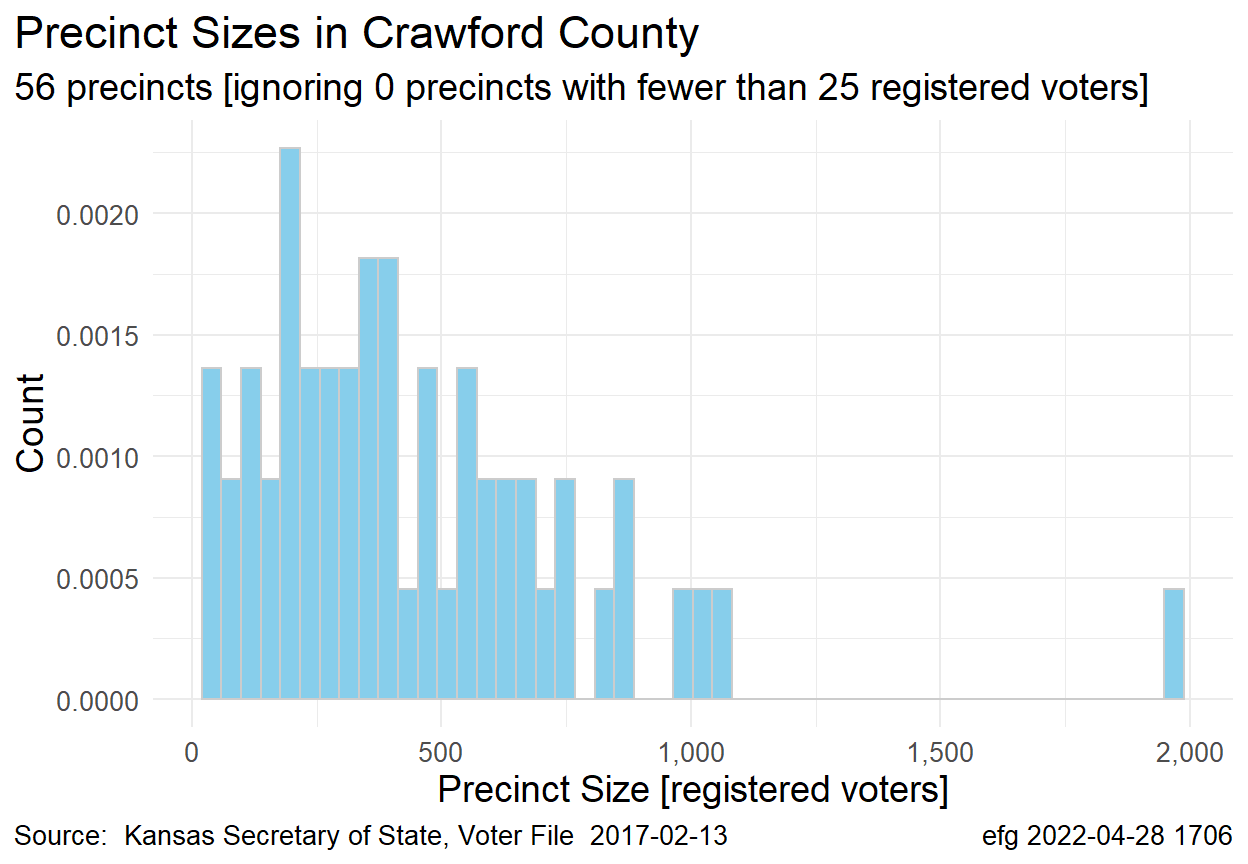 Precinct Sizes in Crawford County
56 precincts [ignoring 0 precincts with fewer than 25 registered voters]
0.0020
0.0015
0.0010
0.0005
0.0000
Count
0 500 1,000 1,500 2,000
Precinct Size [registered voters]
Source:  Kansas Secretary of State, Voter File  2017-02-13 efg 2022-04-28 1706